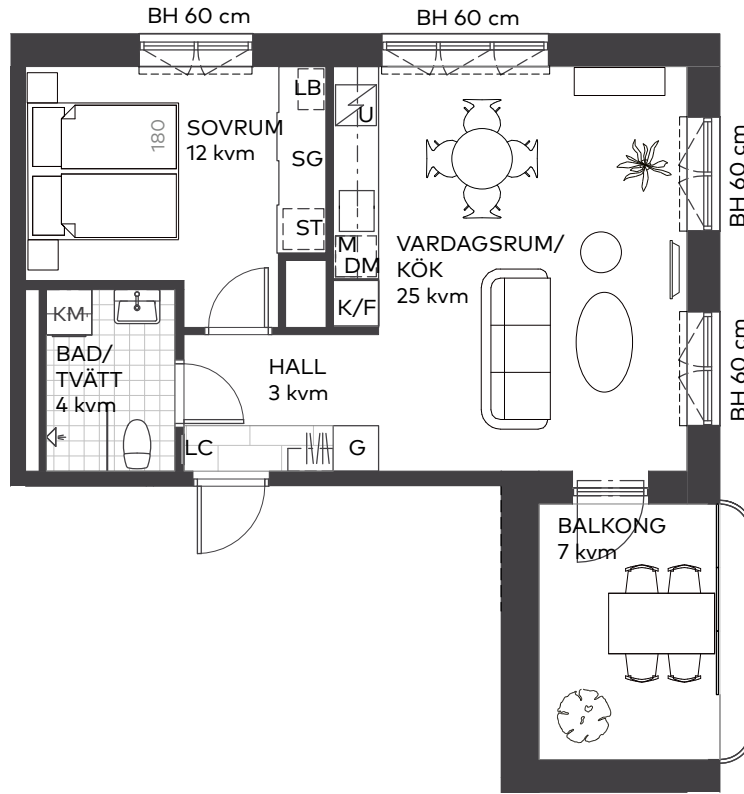 BH 60 cm
BH 60 cm
LB
U
180
SOVRUM
12 kvm
SG
BH 60 cm
ST
M
DM
VARDAGSRUM/
KÖK
25 kvm
K/F
KM
BAD/
TVÄTT
4 kvm
HALL
3 kvm
BH 60 cm
LC
G
BALKONG
7 kvm